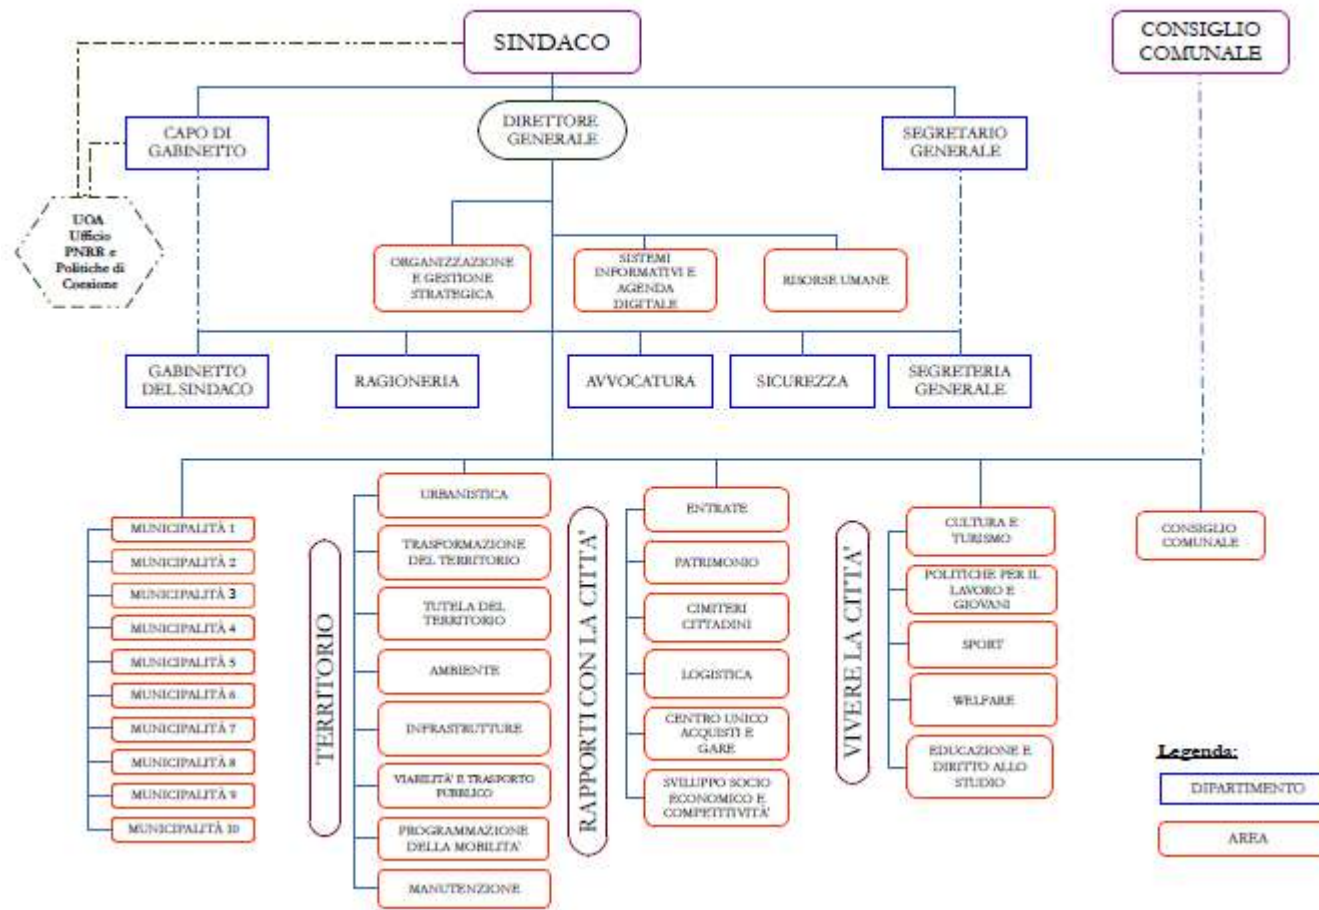 SINDACO
CONSIGLIO
COMUNALE
CAPO DI
GABINETTO
DIRETTORE
GENERALE
SEGRETARIO
GENERALE
UOA
Ufficio
PNRR e
Politiche di
Coesione
ORGANIZZAZIONE
E GESTIONE
STRATEGICA
SISTEMI
INFORMATIVI E
AGENDA
DIGITALE
RISORSE UMANE
GABINETTO
DEL SINDACO
RAGIONERIA
AVVOCATURA
SICUREZZA
SEGRETERIA
GENERALE
MUNICIPALITÀ 1
MUNICIPALITÀ 2
MUNICIPALITÀ 3
MUNICIPALITÀ 4
MUNICIPALITÀ 5
MUNICIPALITÀ 6
MUNICIPALITÀ 7
MUNICIPALITÀ 8
MUNICIPALITÀ 9
MUNICIPALITÀ 10
TERRITORIO
URBANISTICA
TRASFORMAZIONE
DEL TERRITORIO
TUTELA DEL
TERRITORIO
AMBIENTE
INFRASTRUTTURE
VIABILITA' E TRASPORTO
PUBBLICO
PROGRAMMAZIONE
DELLA MOBILITA'
MANUTENZIONE
RAPPORTI CON LA CITTA'
ENTRATE
PATRIMONIO
CIMITERI
CITTADINI
LOGISTICA
CENTRO UNICO
ACQUISTI E
GARE
SVILUPPO SOCIO
ECONOMICO E
COMPETITIVITA'
VIVERE LA CITTA'
CULTURA E
TURISMO
POLITICHE PER IL
LAVORO E
GIOVANI
SPORT
WELFARE
EDUCAZIONE E
DIRITTO ALLO
STUDIO
CONSIGLIO
COMUNALE
Legenda:
DIPARTIMENTO
AREA